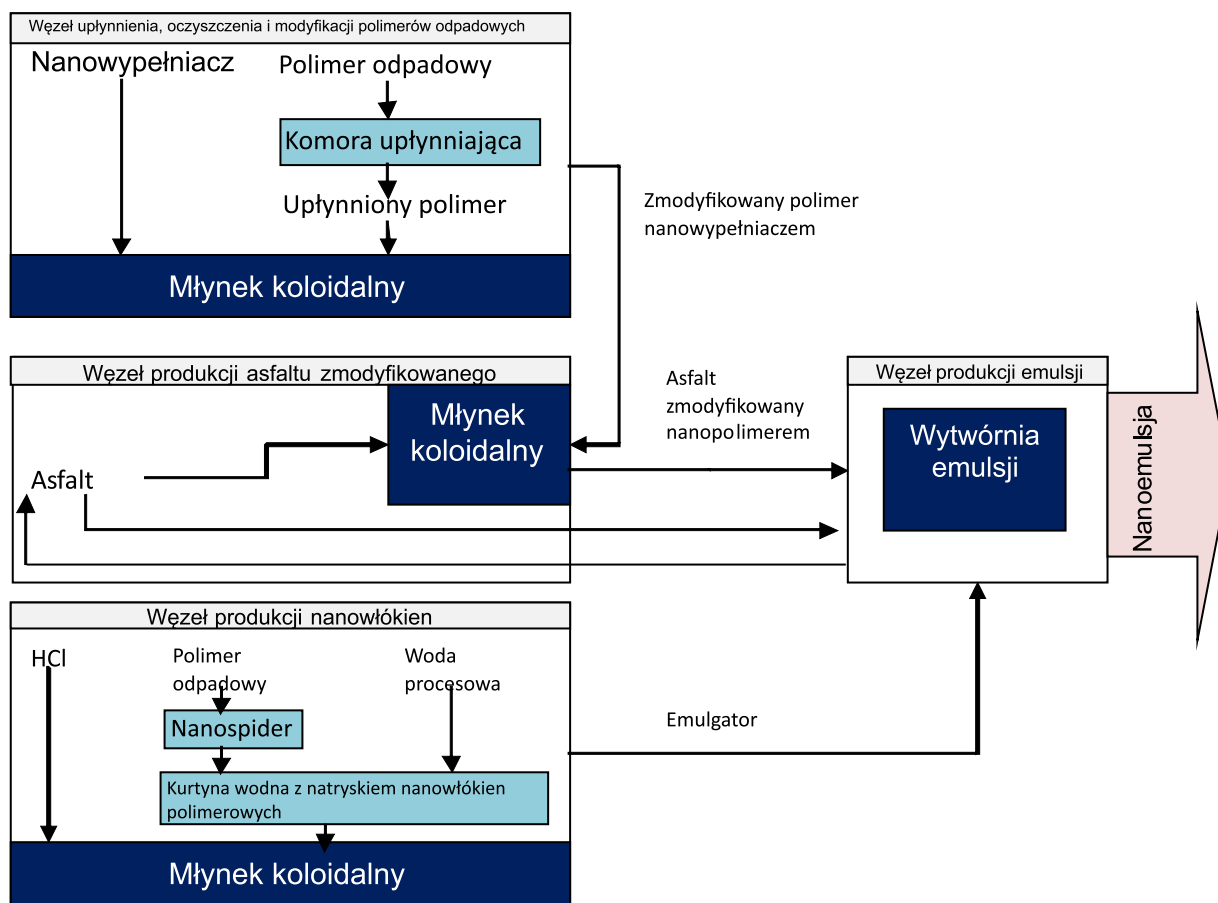 Węzeł upłynnienia, oczyszczenia i modyfikacji polimerów odpadowych
Nanowypełniacz
Polimer odpadowy
Komora upłynniająca
Upłynniony polimer
Młynek koloidalny
Zmodyfikowany polimer
nanowypełniaczem
Węzeł produkcji asfaltu zmodyfikowanego
Młynek
koloidalny
Asfalt
Asfalt
zmodyfikowany
nanopolimerem
Węzeł produkcji emulsji
Wytwórnia
emulsji
Nanoemulsja
Węzeł produkcji nanowłókien
HCl
Polimer
odpadowy
Woda
procesowa
Nanospider
Kurtyna wodna z natryskiem nanowłókien
polimerowych
Młynek koloidalny
Emulgator